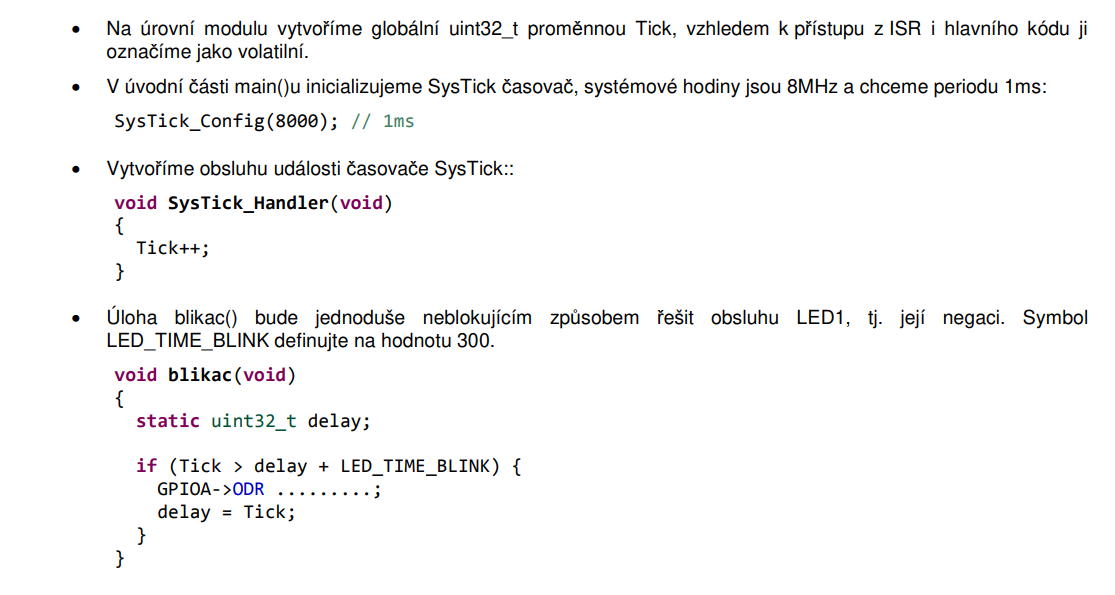 • Na úrovní modulu vytvoříme globální uint32_t proměnnou Tick, vzhledem k přístupu z ISR i hlavního kódu ji
označíme jako volatilní.
• V úvodní části main()u inicializujeme SysTick časovač, systémové hodiny jsou 8MHz a chceme periodu 1ms:
SysTick_Config(8000); // 1ms
• Vytvoříme obsluhu události časovače SysTick::
void SysTick_Handler(void)
{
Tick++;
}
• Úloha blikac() bude jednoduše neblokujícím způsobem řešit obsluhu LED1, tj. její negaci. Symbol
LED_TIME_BLINK definujte na hodnotu 300.
void blikac(void)
{
static uint32_t delay;
if (Tick > delay + LED_TIME_BLINK) {
GPIOA->ODR .........;
delay = Tick;
}
}